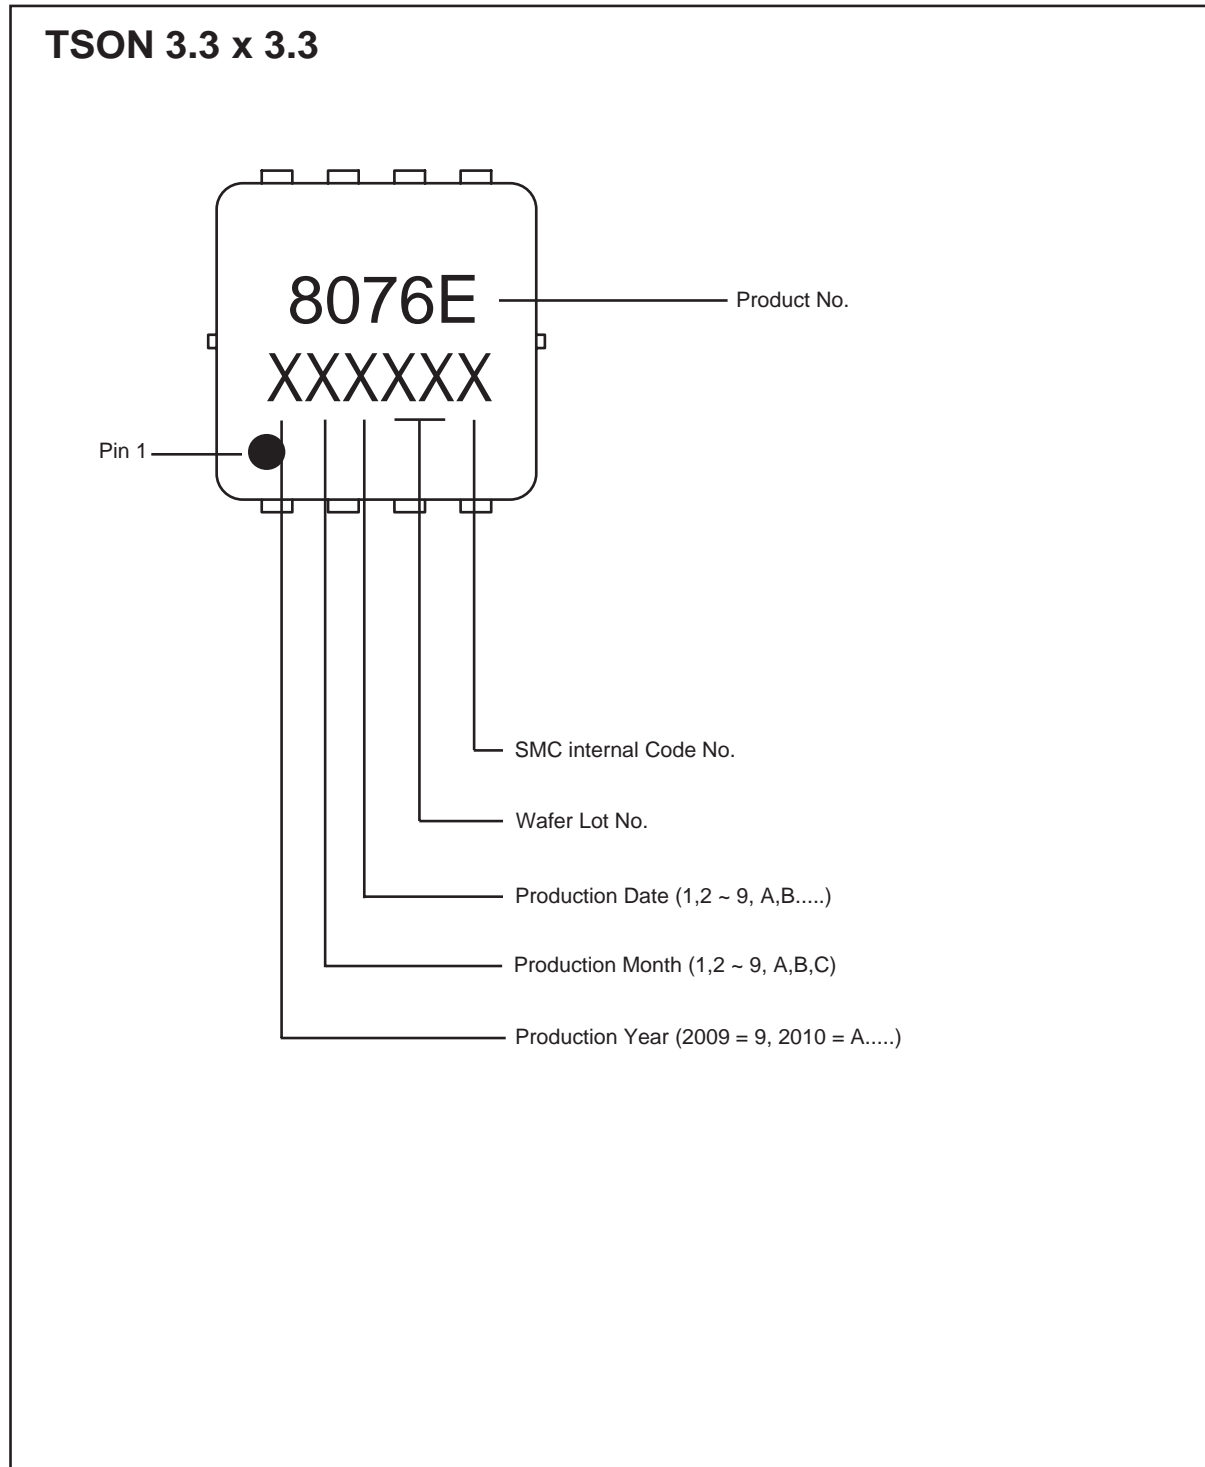 TSON 3.3 x 3.3
8076E
Product No.
XXXXXX
Pin 1
SMC internal Code No.
Wafer Lot No.
Production Date (1,2 ~ 9, A,B.....)
Production Month (1,2 ~ 9, A,B,C)
Production Year (2009 = 9, 2010 = A.....)